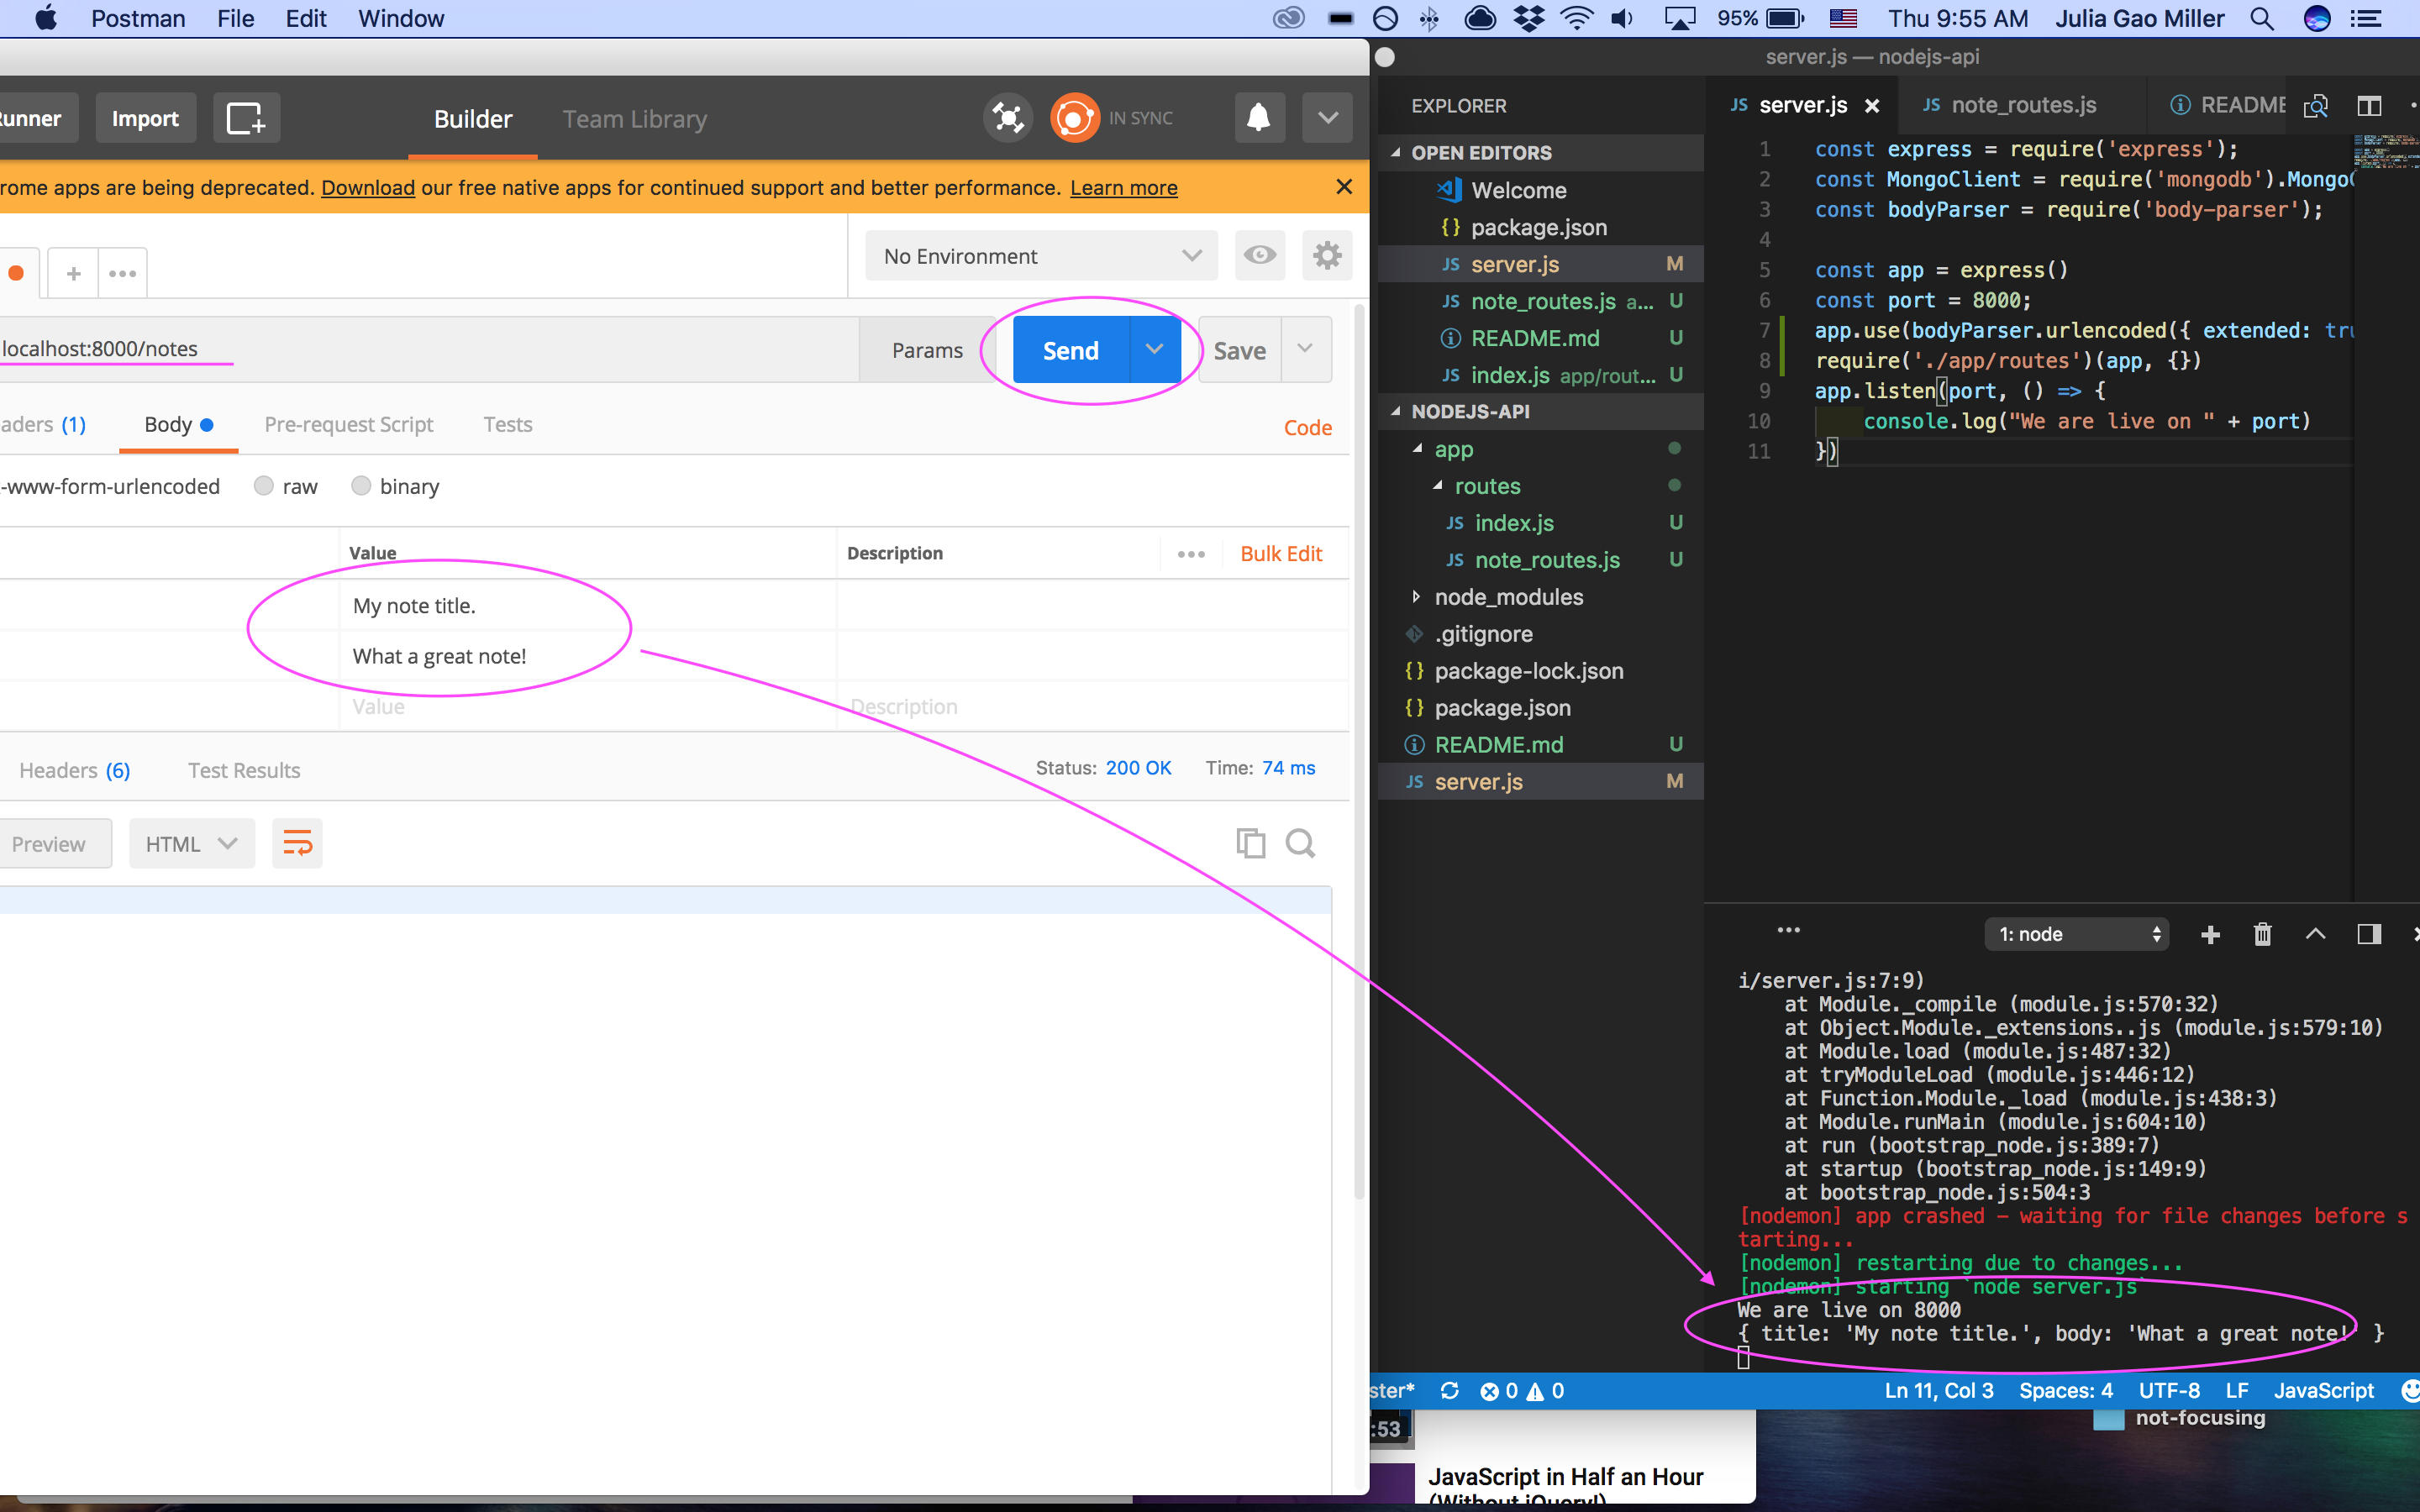 Postman File Edit Window 95% Thu 9:55 AM Julia Gao Miller
unner Import Builder Team Library IN SYNC
rome apps are being deprecated. Download our free native apps for continued support and better performance. Learn more
No Environment
localhost:8000/notes Params Send Save
aders (1) Body Pre-request Script Tests Code
-www-form-urlencoded raw binary
Value Description Bulk Edit
My note title.
What a great note!
Value Description
Headers (6) Test Results Status: 200 OK Time: 74 ms
Preview HTML
server.js — nodejs-api
EXPLORER
OPEN EDITORS
Welcome
{} package.json
JS server.js M
JS note_routes.js a... U
README.md U
JS index.js app/rout... U
NODEJS-API
app
routes
JS index.js U
JS note_routes.js U
node_modules
.gitignore
{} package-lock.json
{} package.json
README.md U
JS server.js M
JS server.js JS note_routes.js README
1 const express = require('express');
2 const MongoClient = require('mongodb').MongoC
3 const bodyParser = require('body-parser');
4
5 const app = express()
6 const port = 8000;
7 app.use(bodyParser.urlencoded({ extended: tru
8 require('./app/routes')(app, {})
9 app.listen(port, () => {
10 console.log("We are live on " + port)
11 })
1: node
i/server.js:7:9)
at Module._compile (module.js:570:32)
at Object.Module._extensions..js (module.js:579:10)
at Module.load (module.js:487:32)
at tryModuleLoad (module.js:446:12)
at Function.Module._load (module.js:438:3)
at Module.runMain (module.js:604:10)
at run (bootstrap_node.js:389:7)
at startup (bootstrap_node.js:149:9)
at bootstrap_node.js:504:3
[nodemon] app crashed – waiting for file changes before s
tarting...
[nodemon] restarting due to changes...
[nodemon] starting `node server.js`
We are live on 8000
{ title: 'My note title.', body: 'What a great note!' }
ster* 0 0 Ln 11, Col 3 Spaces: 4 UTF-8 LF JavaScript
:53
not-focusing
JavaScript in Half an Hour
(Without jQuery!)